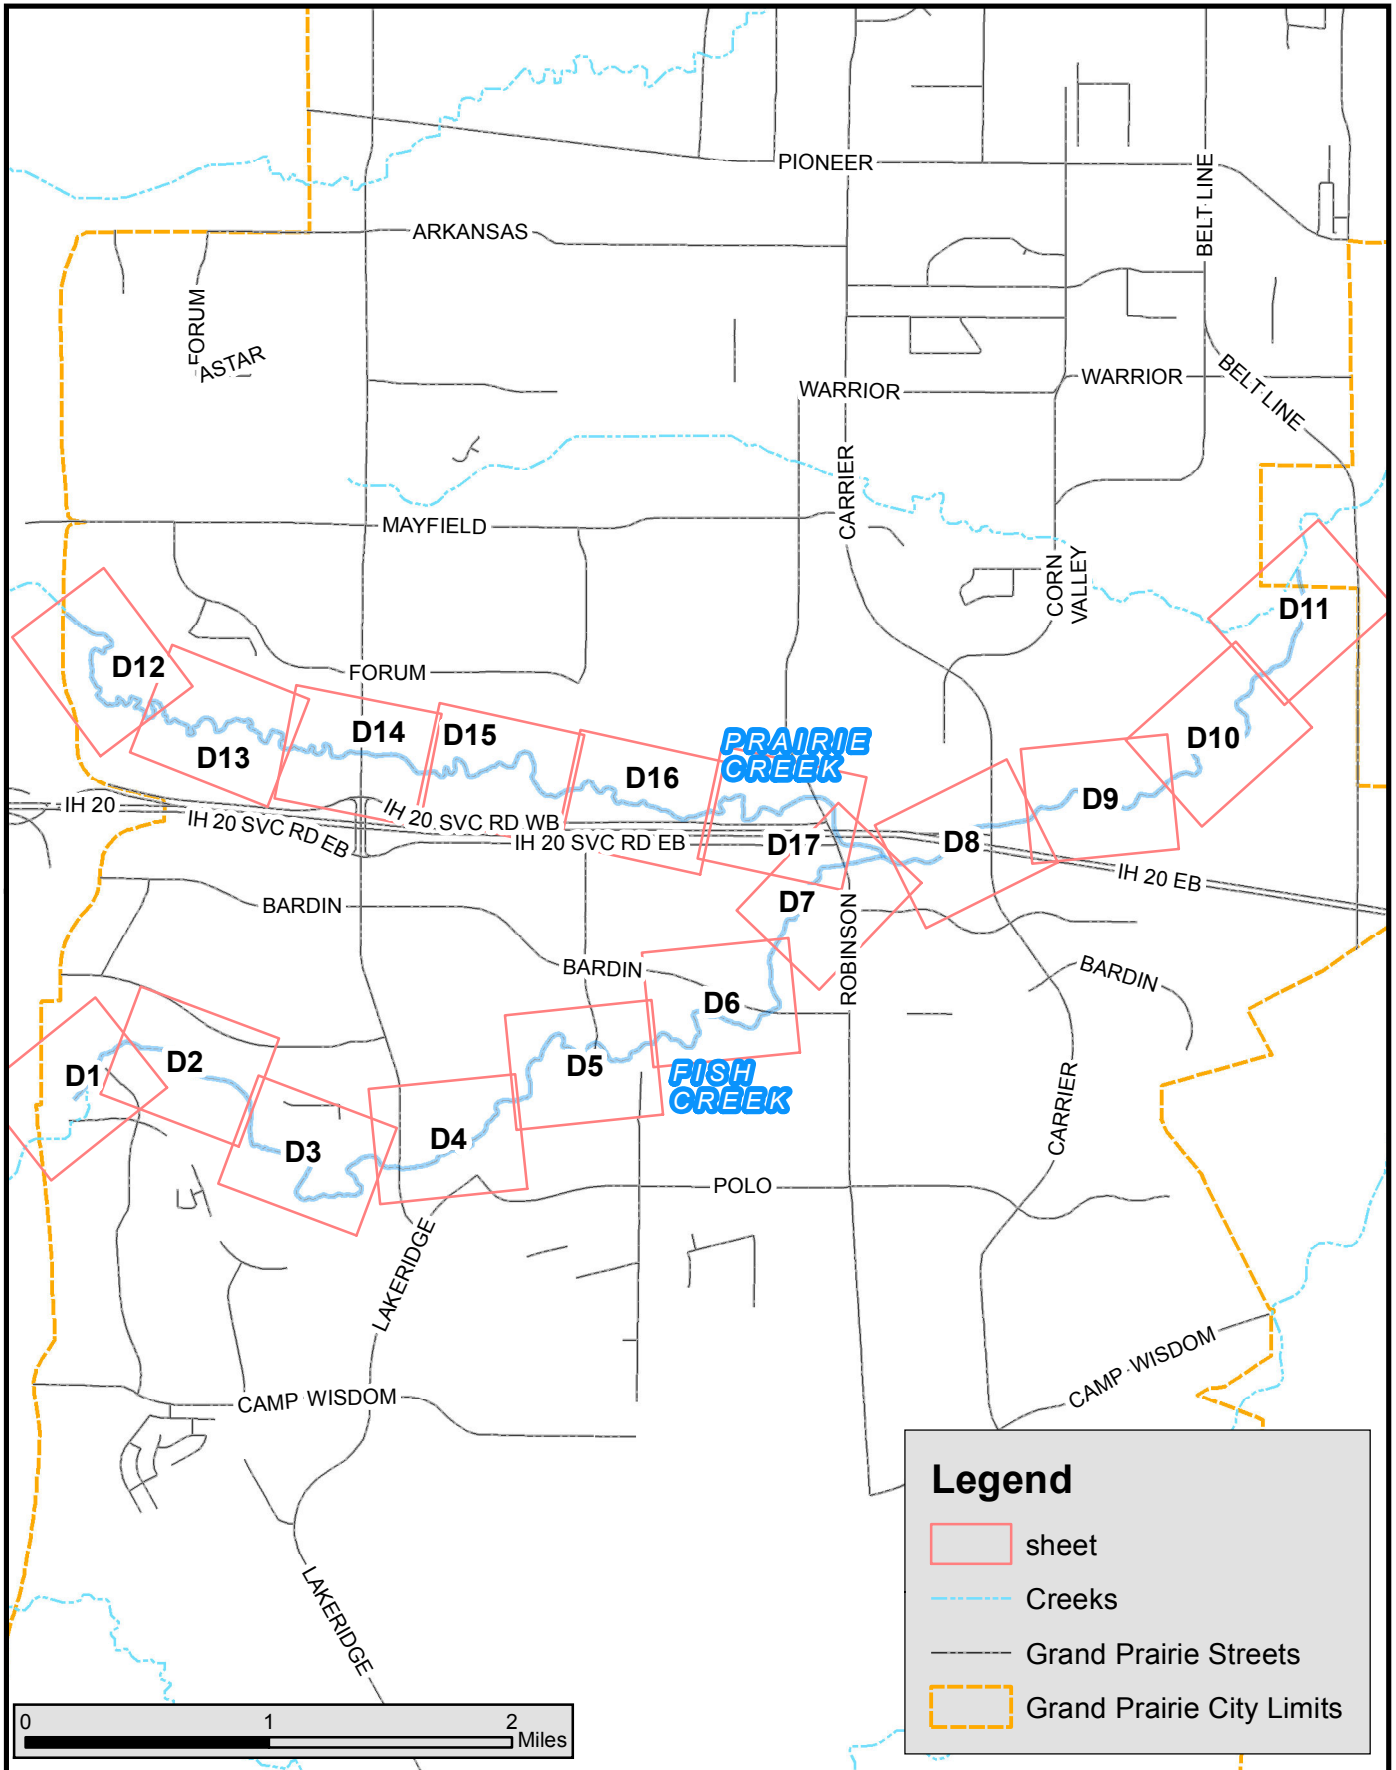 PIONEER
BELT LINE
ARKANSAS
FORUM
ASTAR
WARRIOR
WARRIOR
BELT LINE
CARRIER
MAYFIELD
CORN
VALLEY
D11
D12
FORUM
D14
D15
D13
D16
PRAIRIE
CREEK
D10
D9
IH 20
IH 20 SVC RD WB
IH 20 SVC RD EB
IH 20 SVC RD EB
D17
D8
IH 20 EB
BARDIN
D7
ROBINSON
BARDIN
BARDIN
D6
D1
D2
D5
FISH
CREEK
D3
D4
CARRIER
POLO
LAKERIDGE
CAMP WISDOM
CAMP WISDOM
LAKERIDGE
Legend
sheet
Creeks
Grand Prairie Streets
Grand Prairie City Limits
0 1 2
Miles